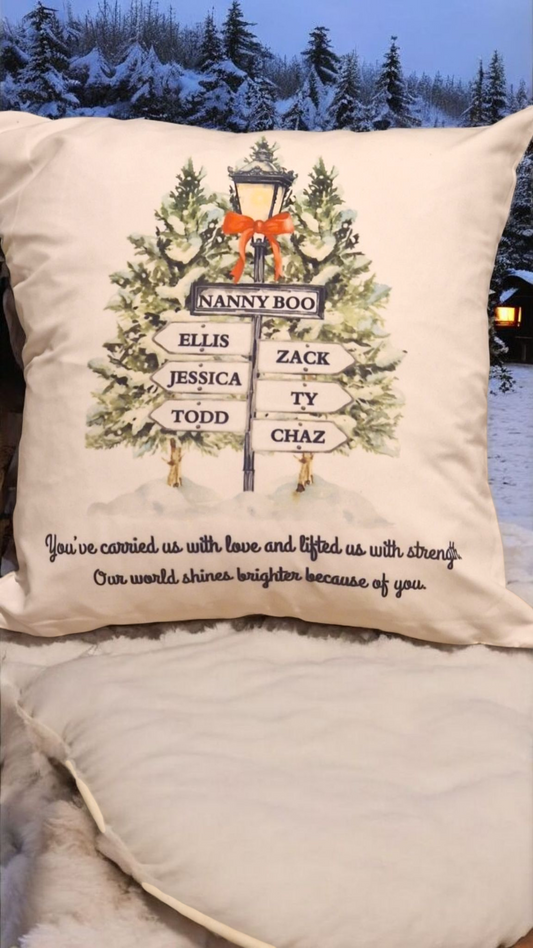 NANNY BOO
ELLIS
ZACK
JESSICA
TY
TODD
CHAZ
You've carried us with love and lifted us with strength.
Our world shines brighter because of you.